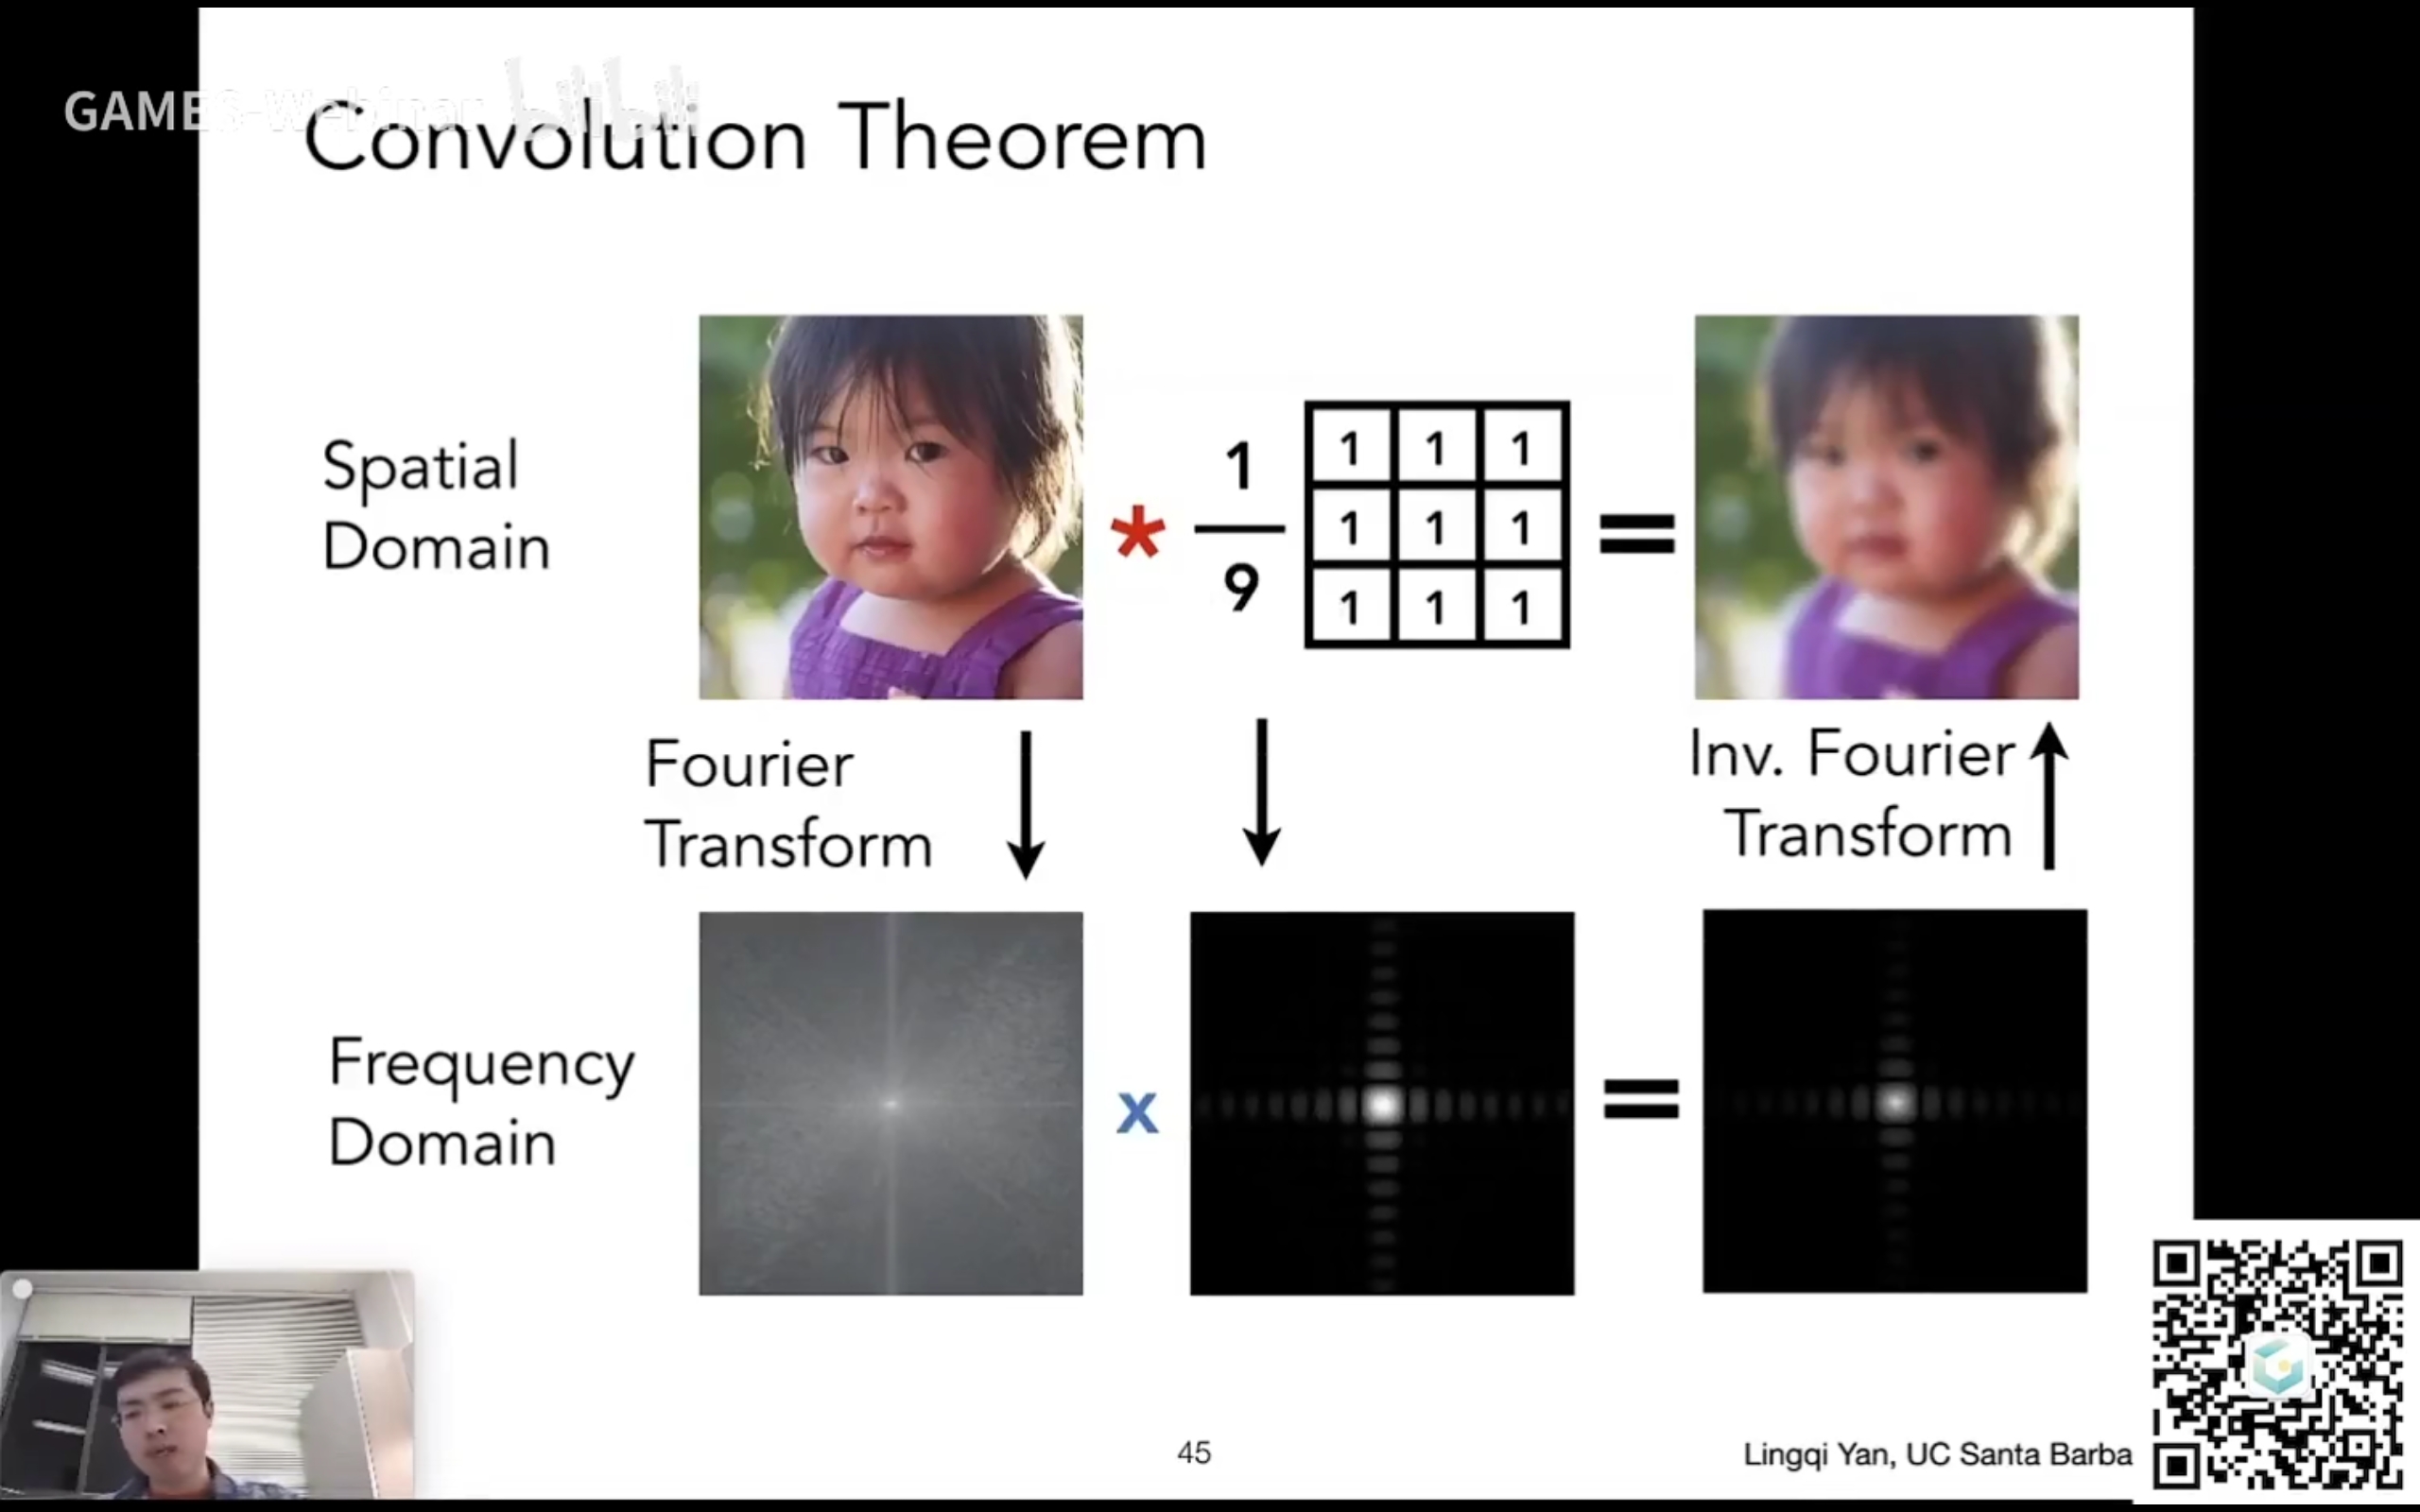 GAMES-Webinar bilibili
Convolution Theorem
Spatial
Domain
*
1
9
1 1 1
1 1 1
1 1 1
=
Fourier
Transform
Inv. Fourier
Transform
Frequency
Domain
x
=
45
Lingqi Yan, UC Santa Barba